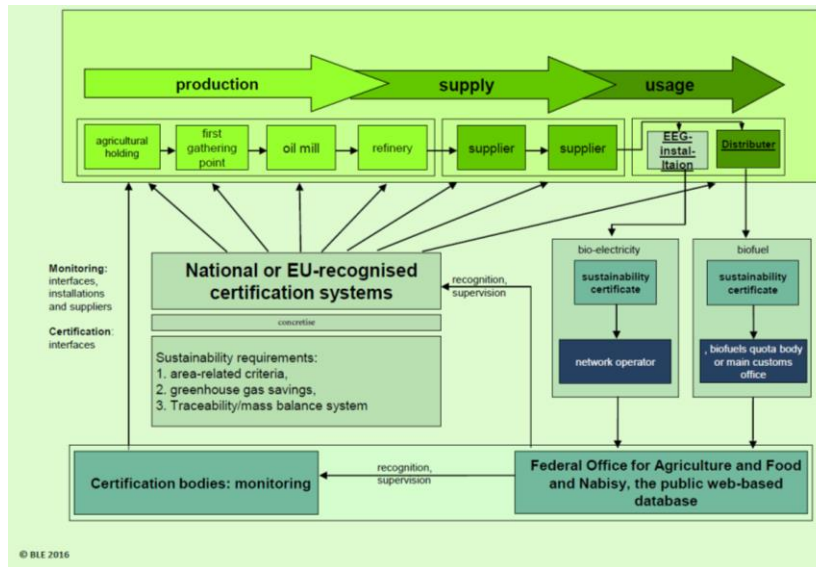 production
supply
usage
agricultural
holding
first
gathering
point
oil mill
refinery
supplier
supplier
EEG-
instal-
ltaion
Distributer
Monitoring:
interfaces,
installations
and suppliers
Certification:
interfaces
National or EU-recognised
certification systems
concretise
Sustainability requirements:
1. area-related criteria,
2. greenhouse gas savings,
3. Traceability/mass balance system
recognition,
supervision
bio-electricity
sustainability
certificate
network operator
biofuel
sustainability
certificate
, biofuels quota body
or main customs
office
Certification bodies: monitoring
recognition,
supervision
Federal Office for Agriculture and Food
and Nabisy, the public web-based
database
© BLE 2016